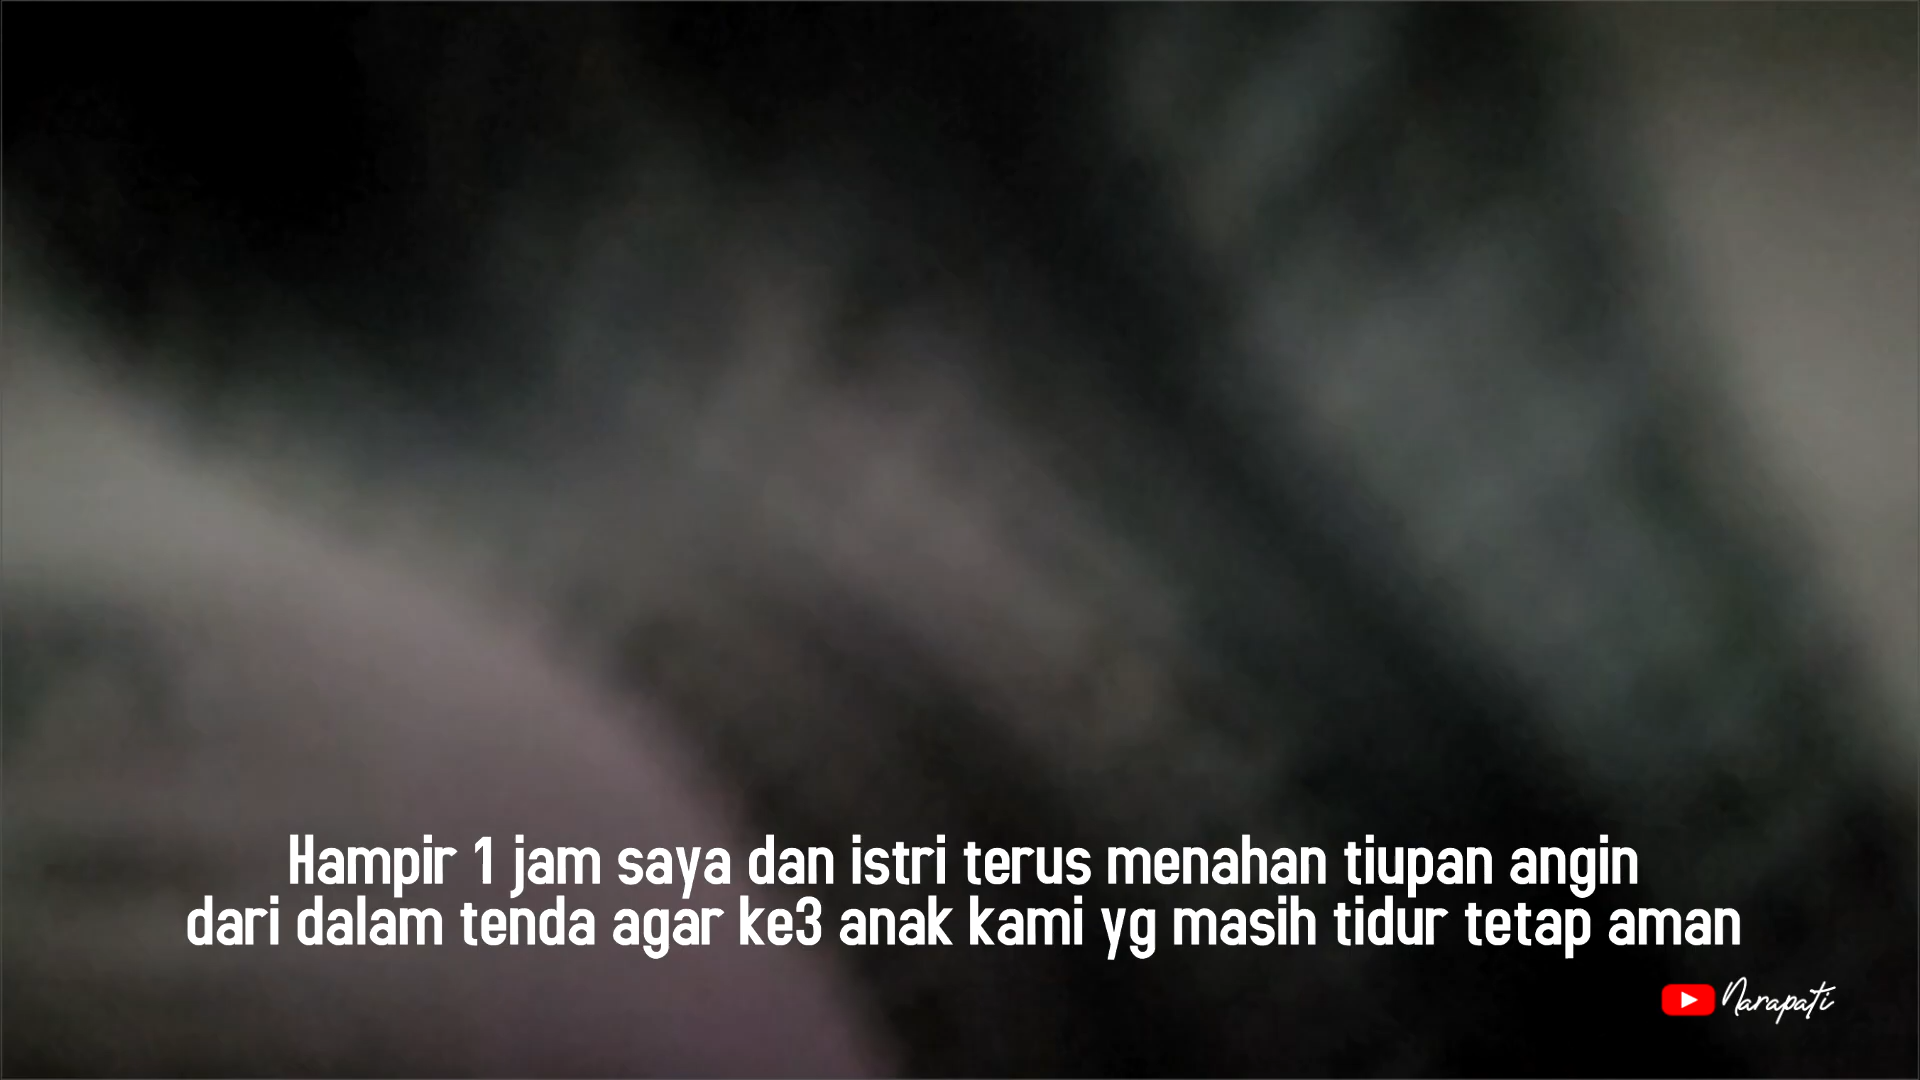 Hampir 1 jam saya dan istri terus menahan tiupan angin
dari dalam tenda agar ke3 anak kami yg masih tidur tetap aman
Narapati